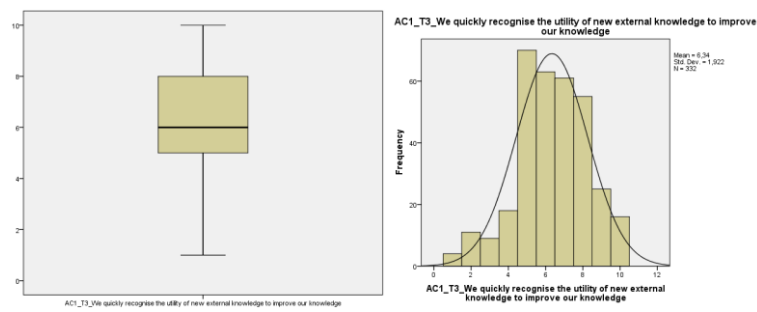 10
8
6
4
2
0
AC1_T3_We quickly recognise the utility of new external knowledge to improve our knowledge
AC1_T3_We quickly recognise the utility of new external knowledge to improve
our knowledge
Mean = 6,34
Std. Dev. = 1,922
N = 332
Frequency
60
40
20
0
0 2 4 6 8 10 12
AC1_T3_We quickly recognise the utility of new external
knowledge to improve our knowledge